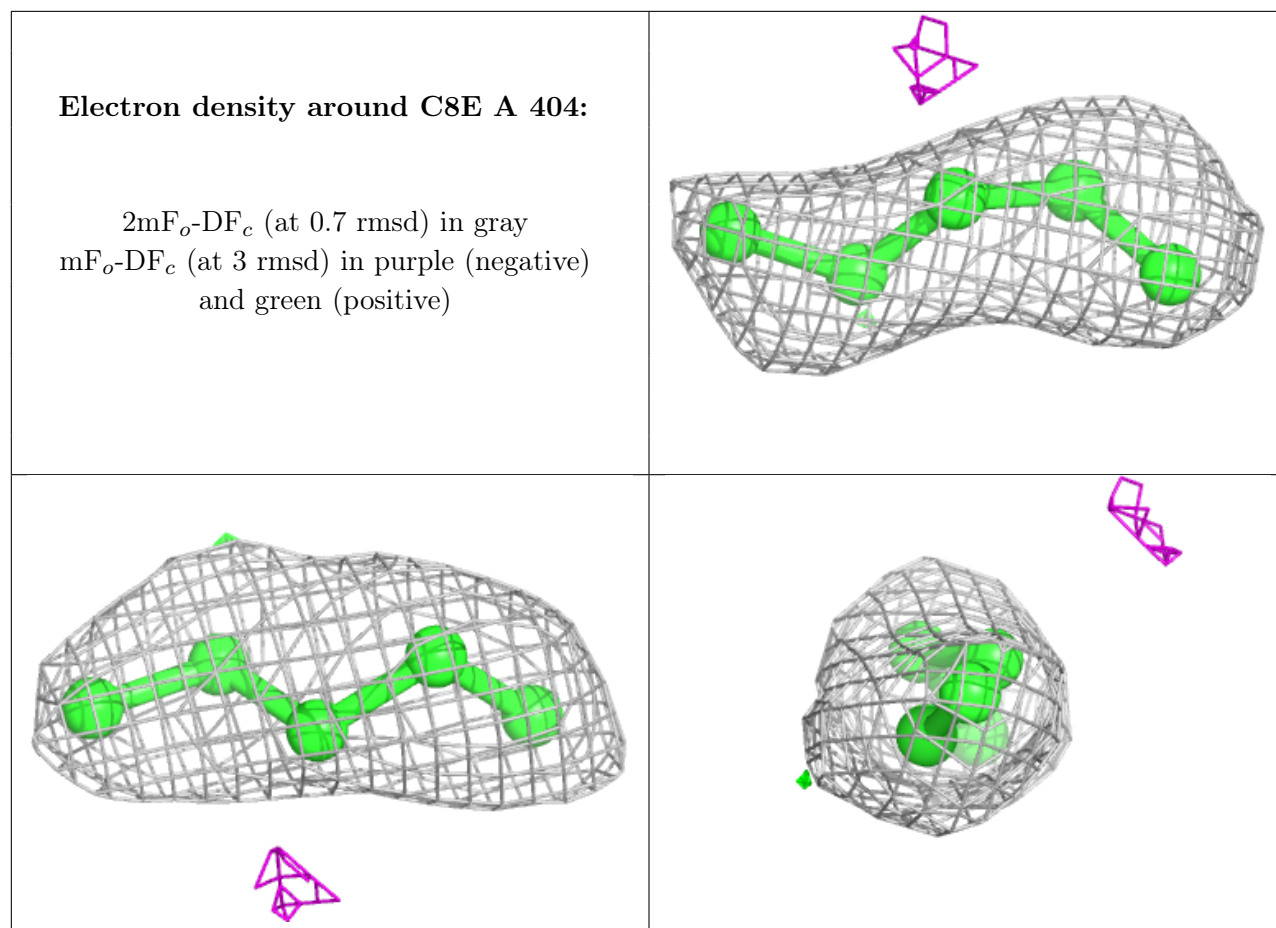 Electron density around C8E A 404:
2mFo-DFc (at 0.7 rmsd) in gray
mFo-DFc (at 3 rmsd) in purple (negative)
and green (positive)